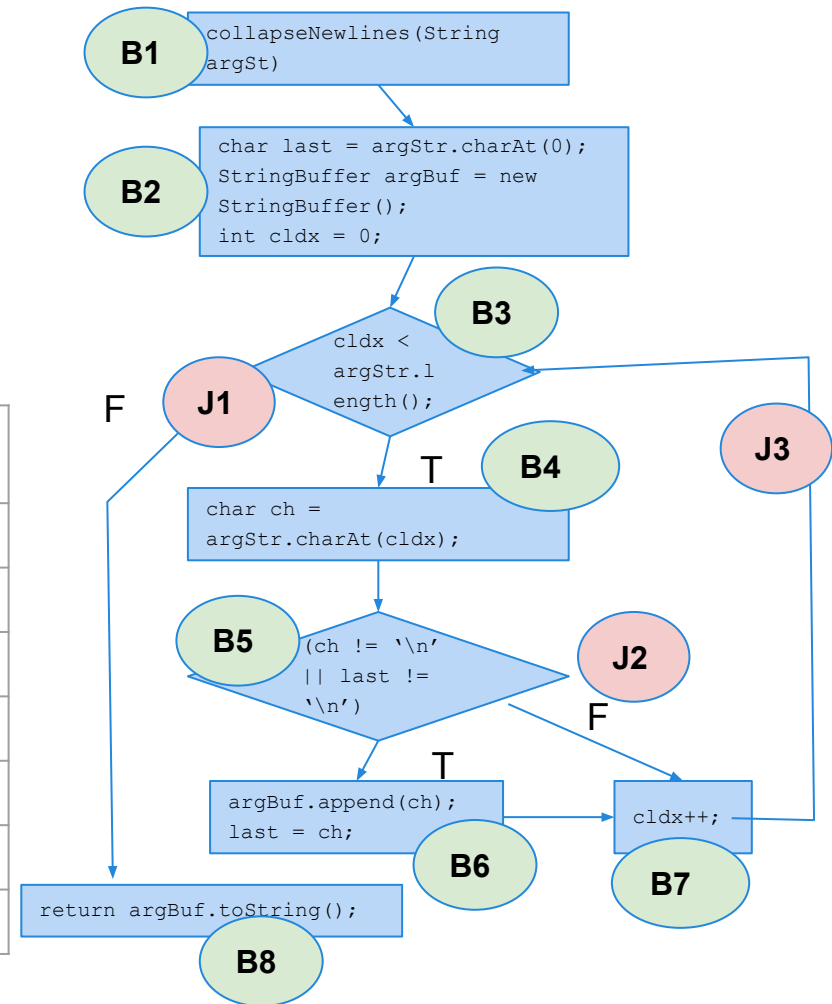 B1
collapseNewlines(String
argSt)
B2
char last = argStr.charAt(0);
StringBuffer argBuf = new
StringBuffer();
int cldx = 0;
B3
cldx <
argStr.l
ength();
J1
F
T
B4
J3
char ch =
argStr.charAt(cldx);
B5
(ch != ‘\n’
|| last !=
‘\n’)
J2
F
T
argBuf.append(ch);
last = ch;
B6
cldx++;
B7
return argBuf.toString();
B8